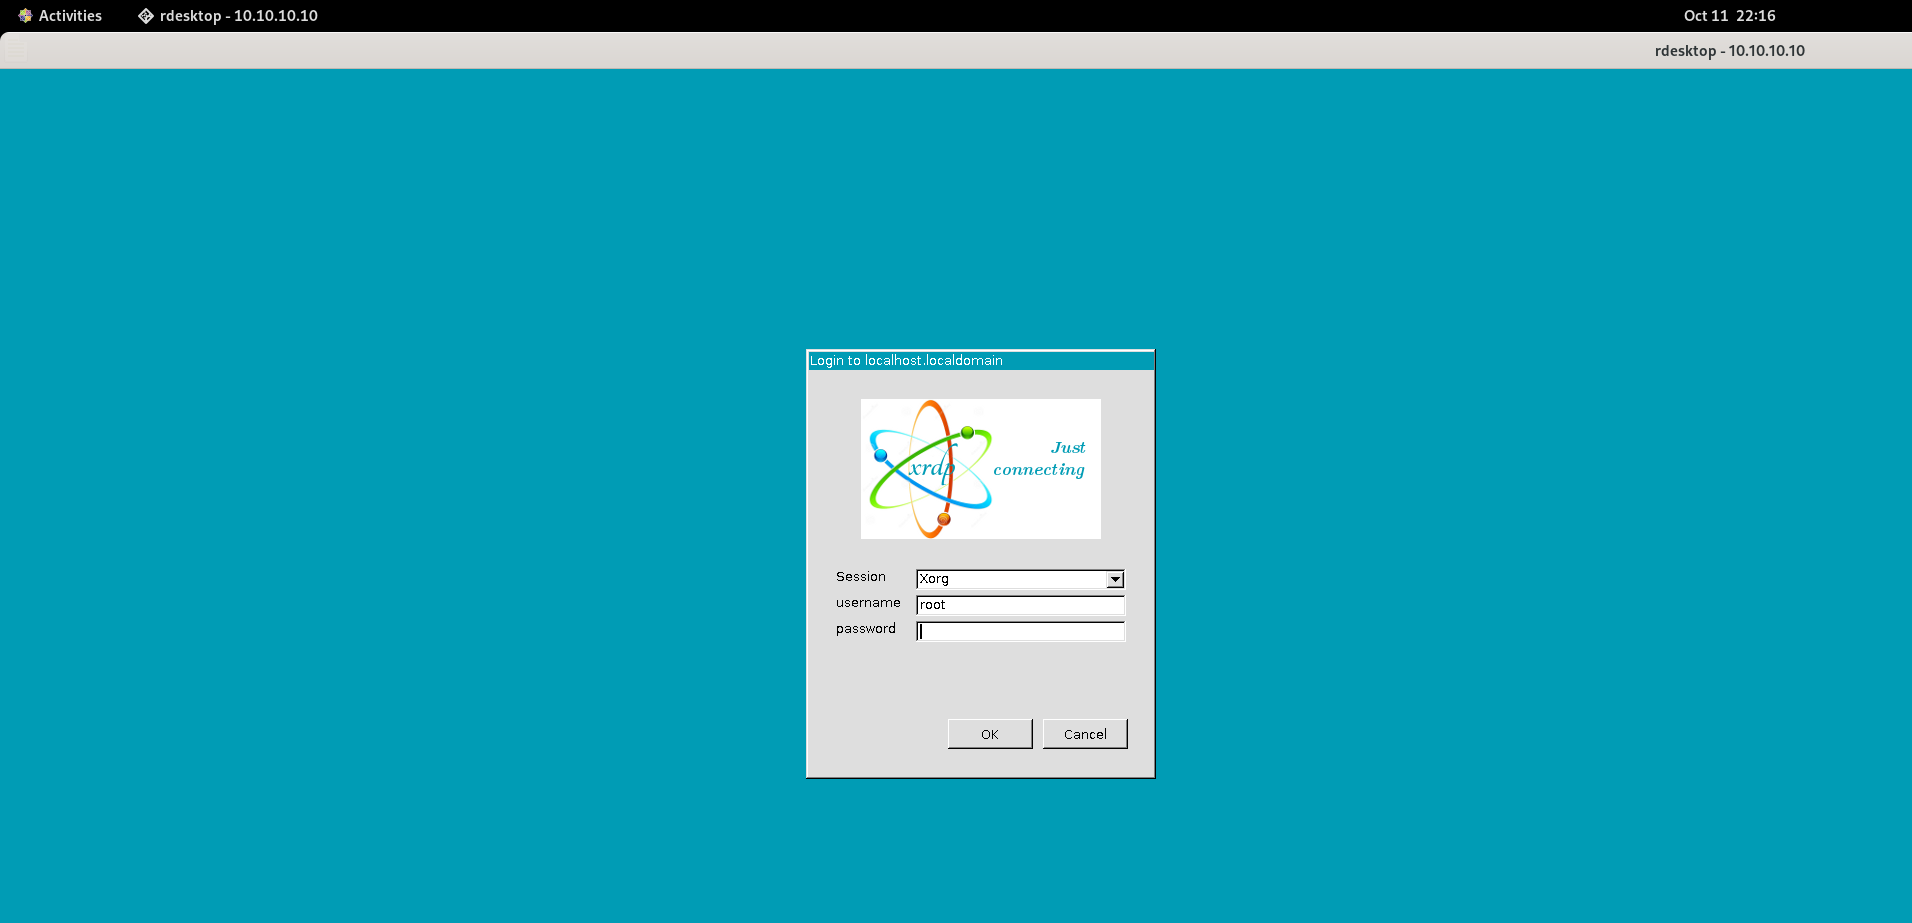 Activities rdesktop - 10.10.10.10 Oct 11 22:16
rdesktop - 10.10.10.10
Login to localhost.localdomain
xrdp
Just
connecting
Session Xorg
username root
password
OK Cancel